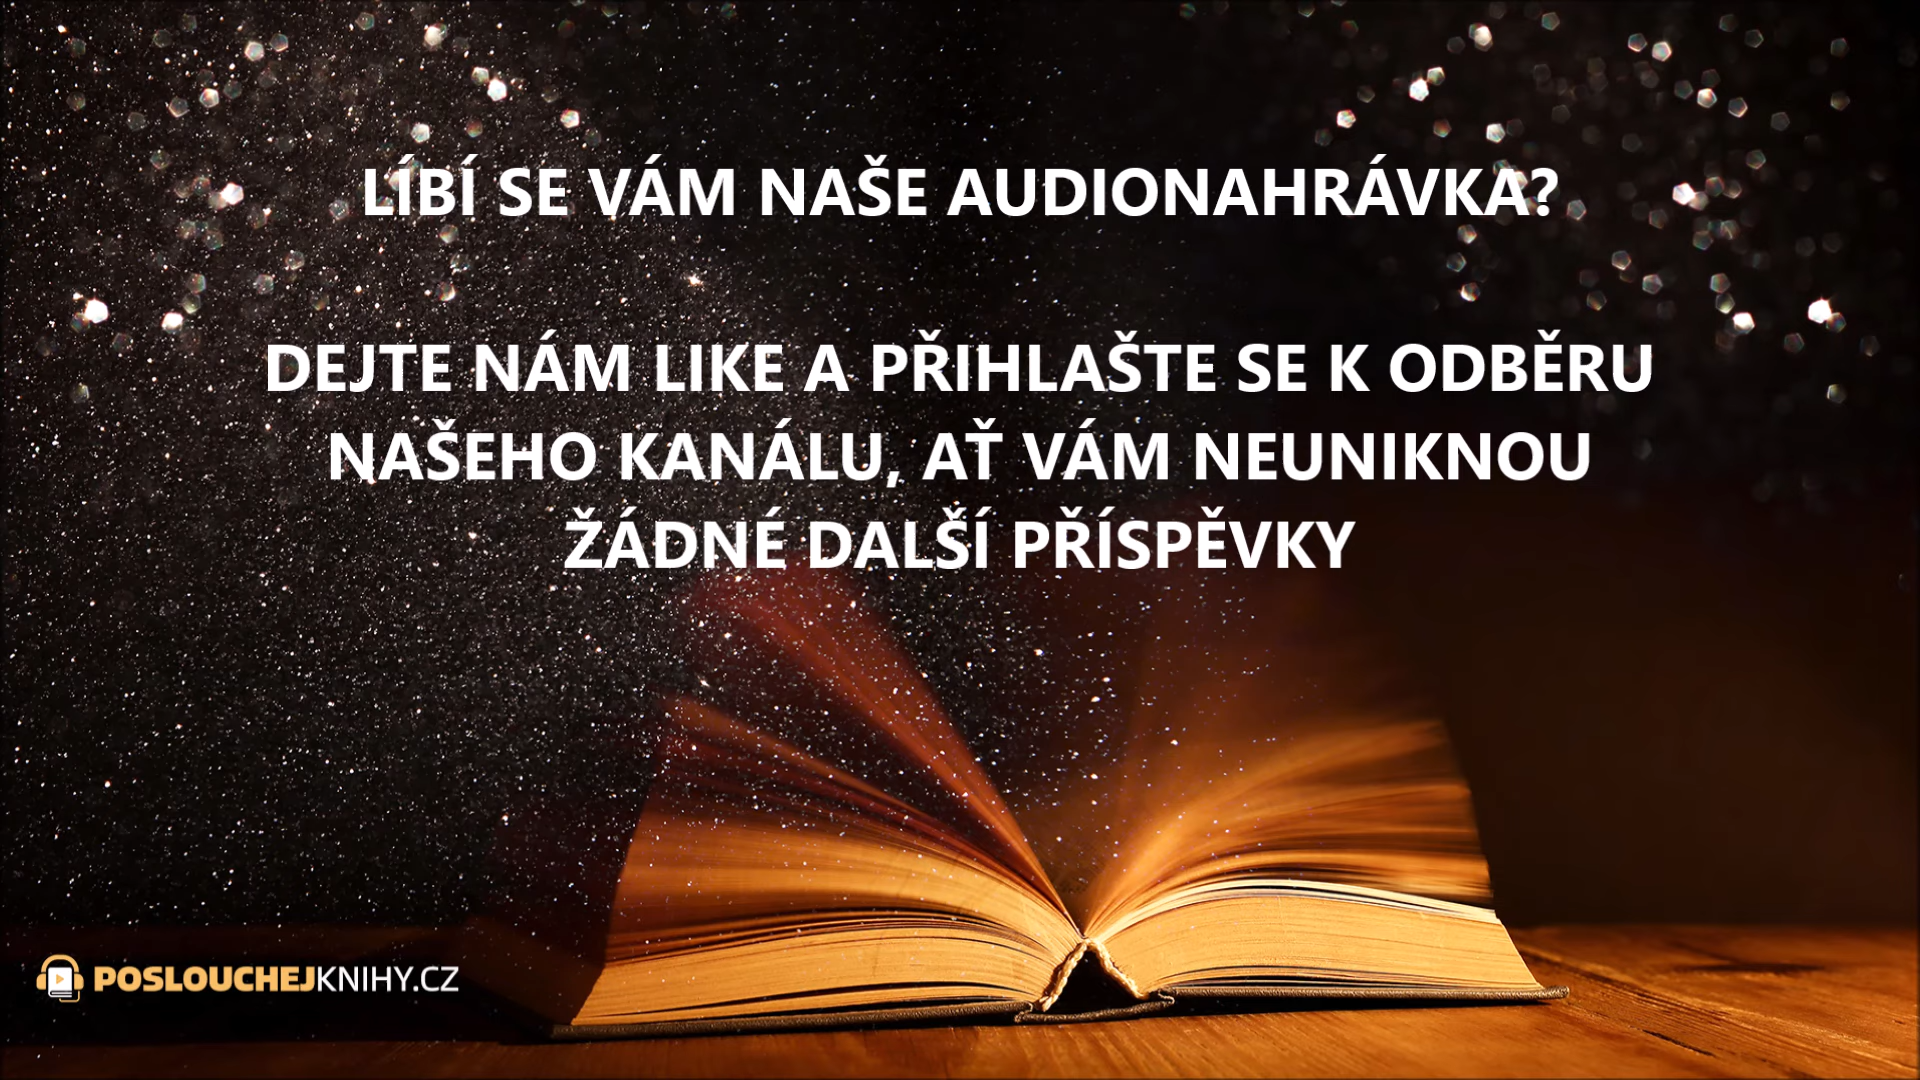 LÍBÍ SE VÁM NAŠE AUDIONAHRÁVKA?
DEJTE NÁM LIKE A PŘIHLAŠTE SE K ODBĚRU
NAŠEHO KANÁLU, AŤ VÁM NEUNIKNOU
ŽÁDNÉ DALŠÍ PŘÍSPĚVKY
POSLOUCHEJKNIHY.CZ